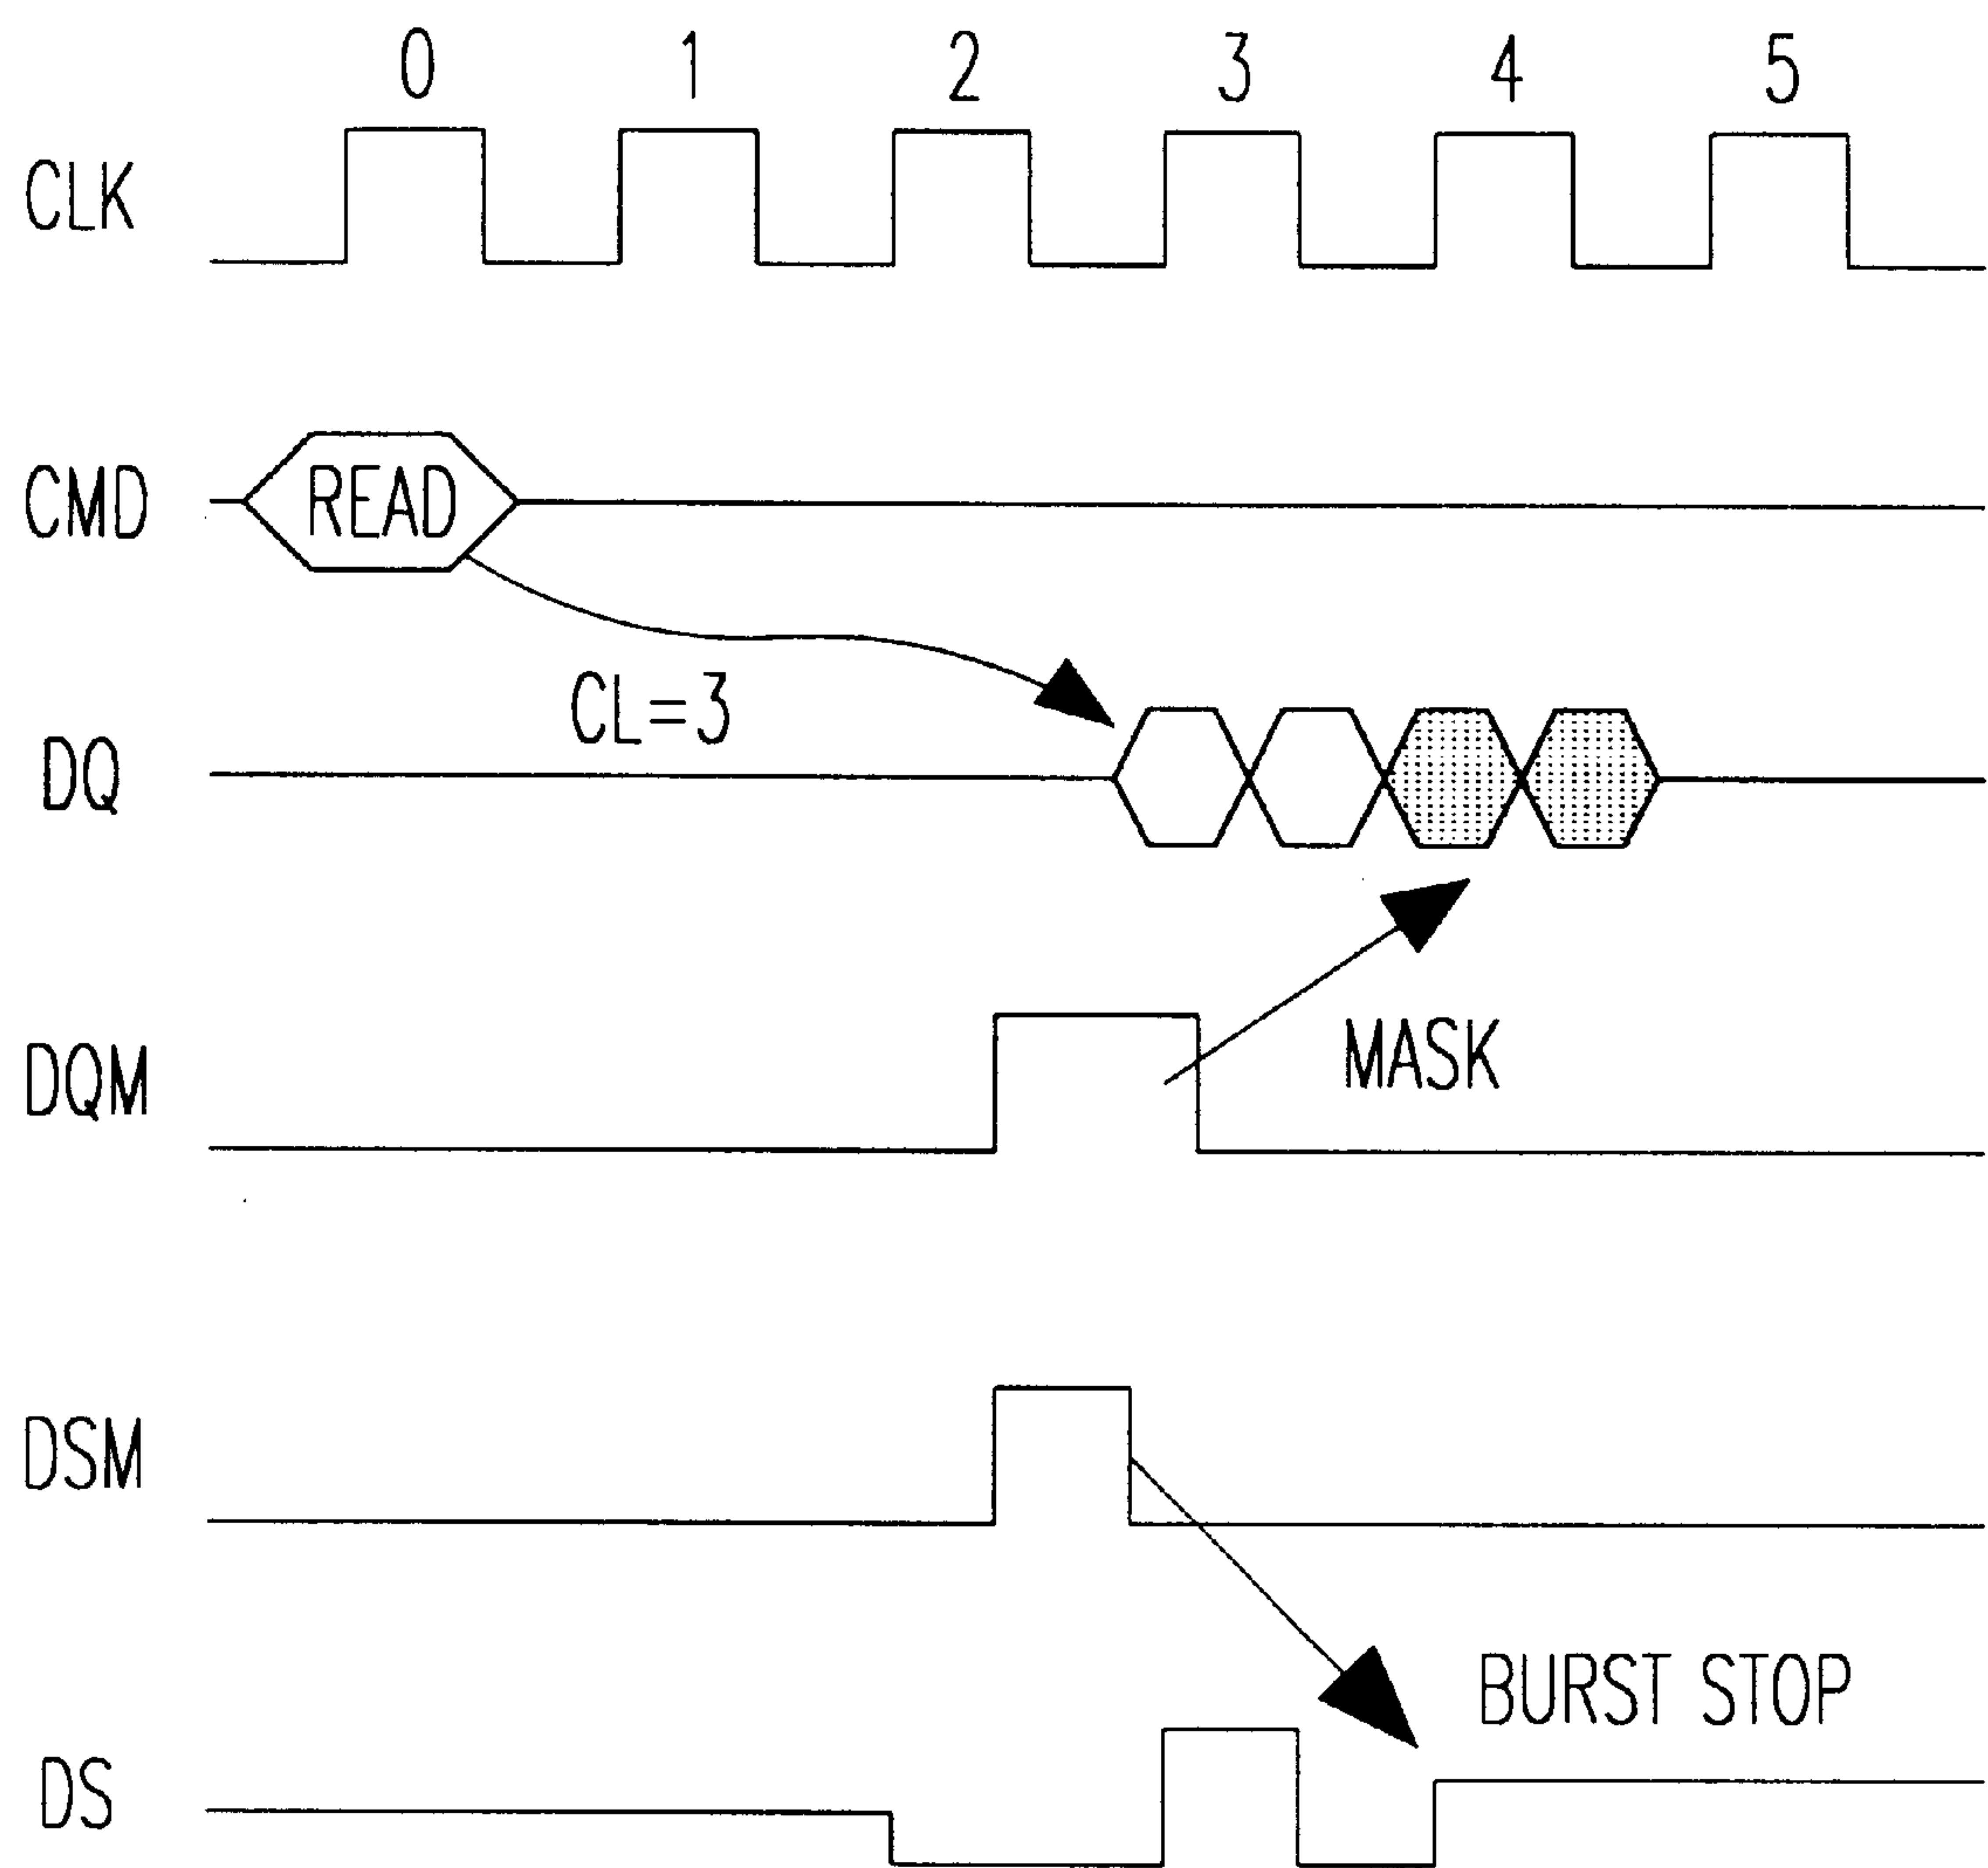 0 1 2 3 4 5
CLK
CMD READ
CL=3
DQ
DQM MASK
DSM
BURST STOP
DS